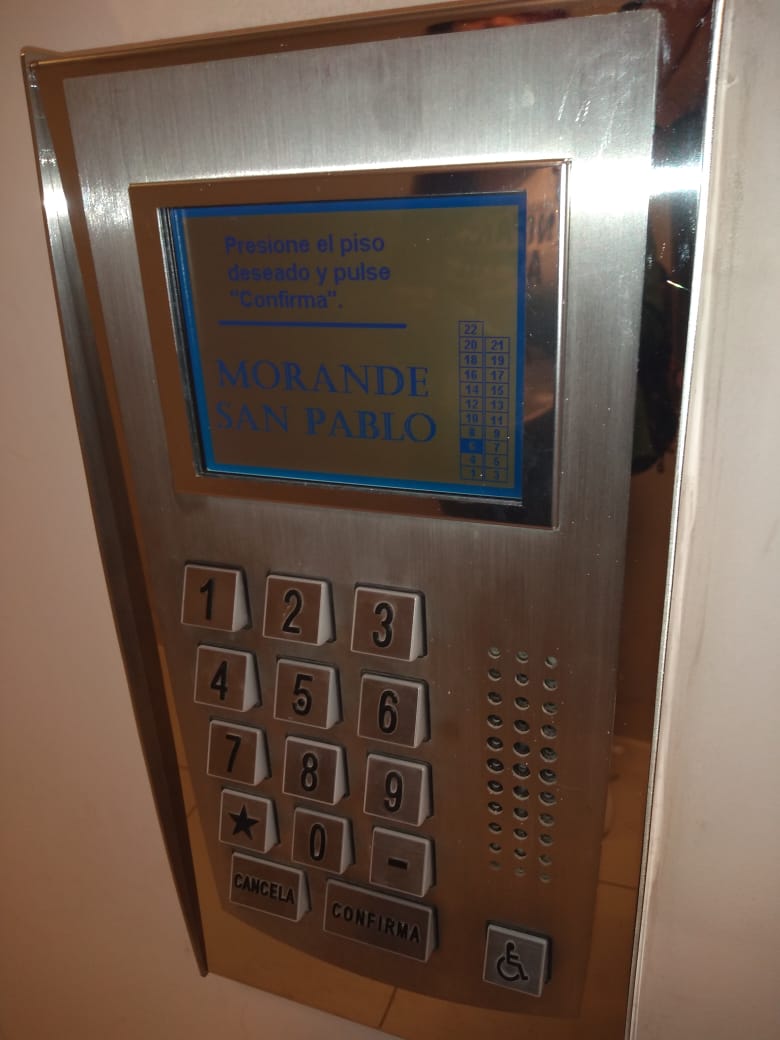 Presione el piso
deseado y pulse
"Confirma".
MORANDE
SAN PABLO
22
20 21
18 19
16 17
14 15
12 13
10 11
8 9
6 7
4 5
1 3
1 2 3
4 5 6
7 8 9
★ 0 -
CANCELA CONFIRMA